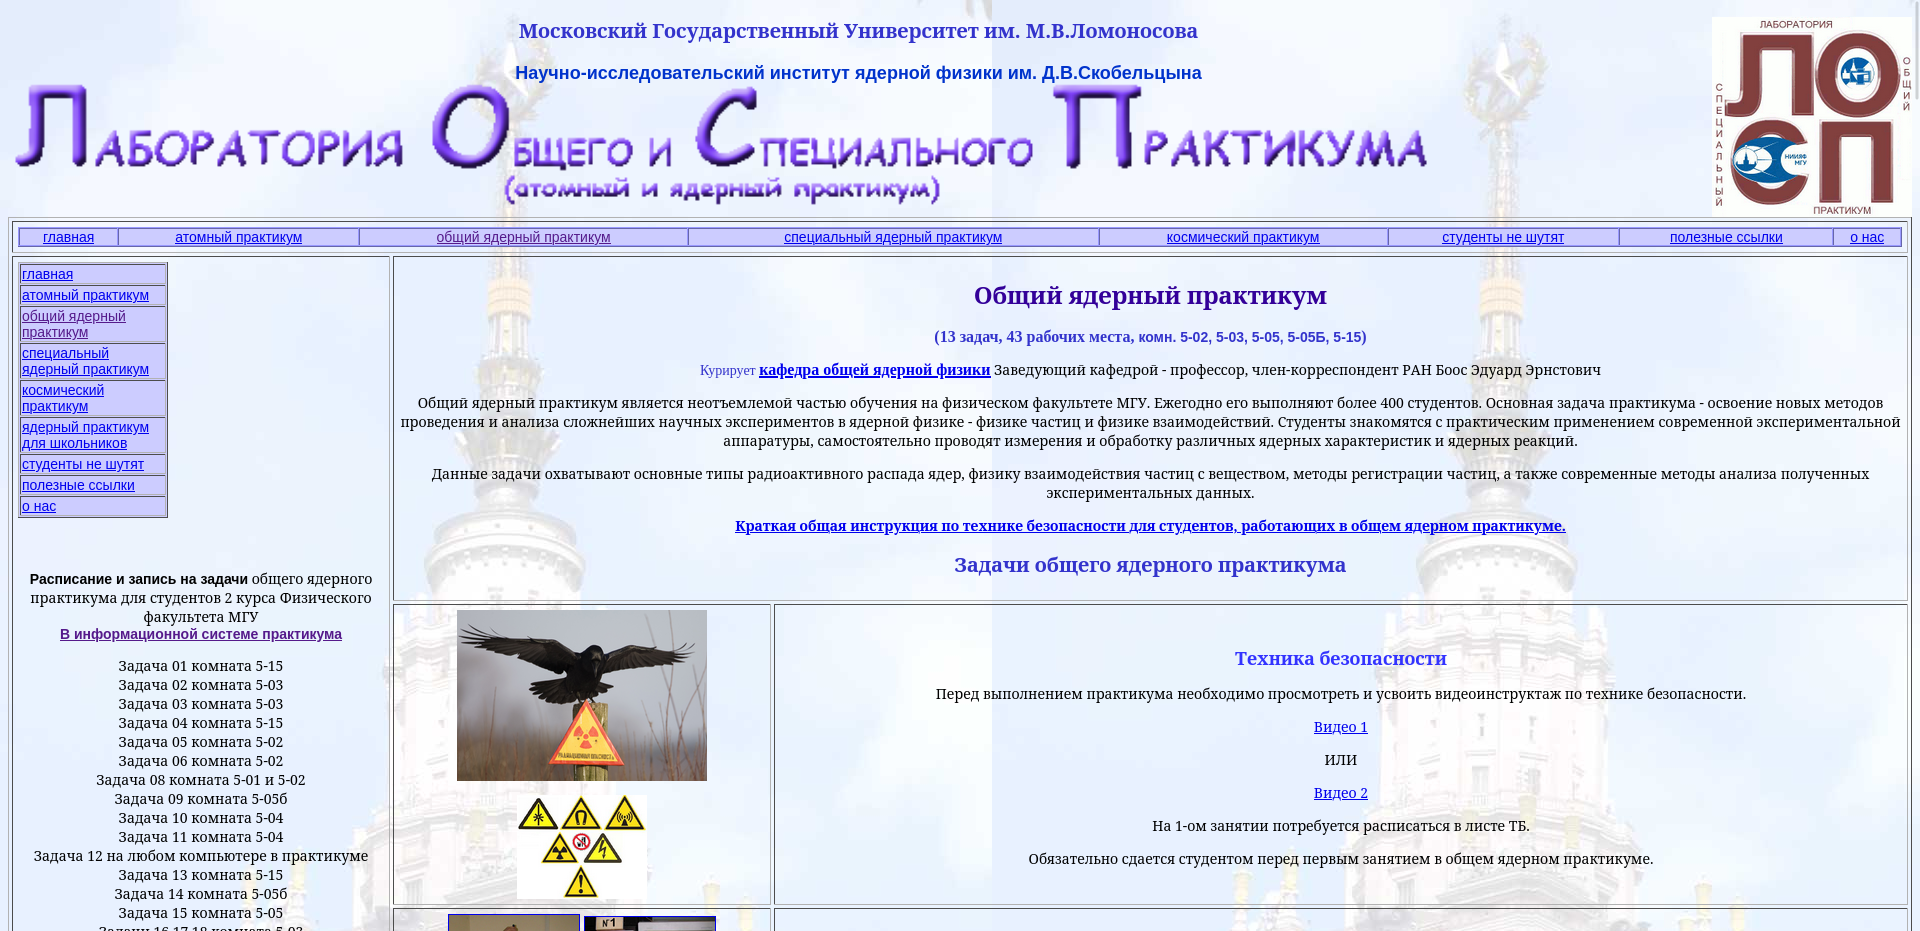 Московский Государственный Университет им. М.В.Ломоносова
Научно-исследовательский институт ядерной физики им. Д.В.Скобельцына
Лаборатория Общего и Специального Практикума
(атомный и ядерный практикум)
ЛАБОРАТОРИЯ
ОБЩИЙ
СПЕЦИАЛЬНЫЙ
ЛО
СП
НИИЯФ
МГУ
ПРАКТИКУМ
главная
атомный практикум
общий ядерный практикум
специальный ядерный практикум
космический практикум
студенты не шутят
полезные ссылки
о нас
главная
атомный практикум
общий ядерный
практикум
специальный
ядерный практикум
космический
практикум
ядерный практикум
для школьников
студенты не шутят
полезные ссылки
о нас
Расписание и запись на задачи общего ядерного
практикума для студентов 2 курса Физического
факультета МГУ
В информационной системе практикума
Задача 01 комната 5-15
Задача 02 комната 5-03
Задача 03 комната 5-03
Задача 04 комната 5-15
Задача 05 комната 5-02
Задача 06 комната 5-02
Задача 08 комната 5-01 и 5-02
Задача 09 комната 5-05б
Задача 10 комната 5-04
Задача 11 комната 5-04
Задача 12 на любом компьютере в практикуме
Задача 13 комната 5-15
Задача 14 комната 5-05б
Задача 15 комната 5-05
Задачи 16,17,18 комната 5-03
Общий ядерный практикум
(13 задач, 43 рабочих места, комн. 5-02, 5-03, 5-05, 5-05Б, 5-15)
Курирует кафедра общей ядерной физики Заведующий кафедрой - профессор, член-корреспондент РАН Боос Эдуард Эрнстович
Общий ядерный практикум является неотъемлемой частью обучения на физическом факультете МГУ. Ежегодно его выполняют более 400 студентов. Основная задача практикума - освоение новых методов
проведения и анализа сложнейших научных экспериментов в ядерной физике - физике частиц и физике взаимодействий. Студенты знакомятся с практическим применением современной экспериментальной
аппаратуры, самостоятельно проводят измерения и обработку различных ядерных характеристик и ядерных реакций.
Данные задачи охватывают основные типы радиоактивного распада ядер, физику взаимодействия частиц с веществом, методы регистрации частиц, а также современные методы анализа полученных
экспериментальных данных.
Краткая общая инструкция по технике безопасности для студентов, работающих в общем ядерном практикуме.
Задачи общего ядерного практикума
Техника безопасности
Перед выполнением практикума необходимо просмотреть и усвоить видеоинструктаж по технике безопасности.
Видео 1
ИЛИ
Видео 2
На 1-ом занятии потребуется расписаться в листе ТБ.
Обязательно сдается студентом перед первым занятием в общем ядерном практикуме.
№1